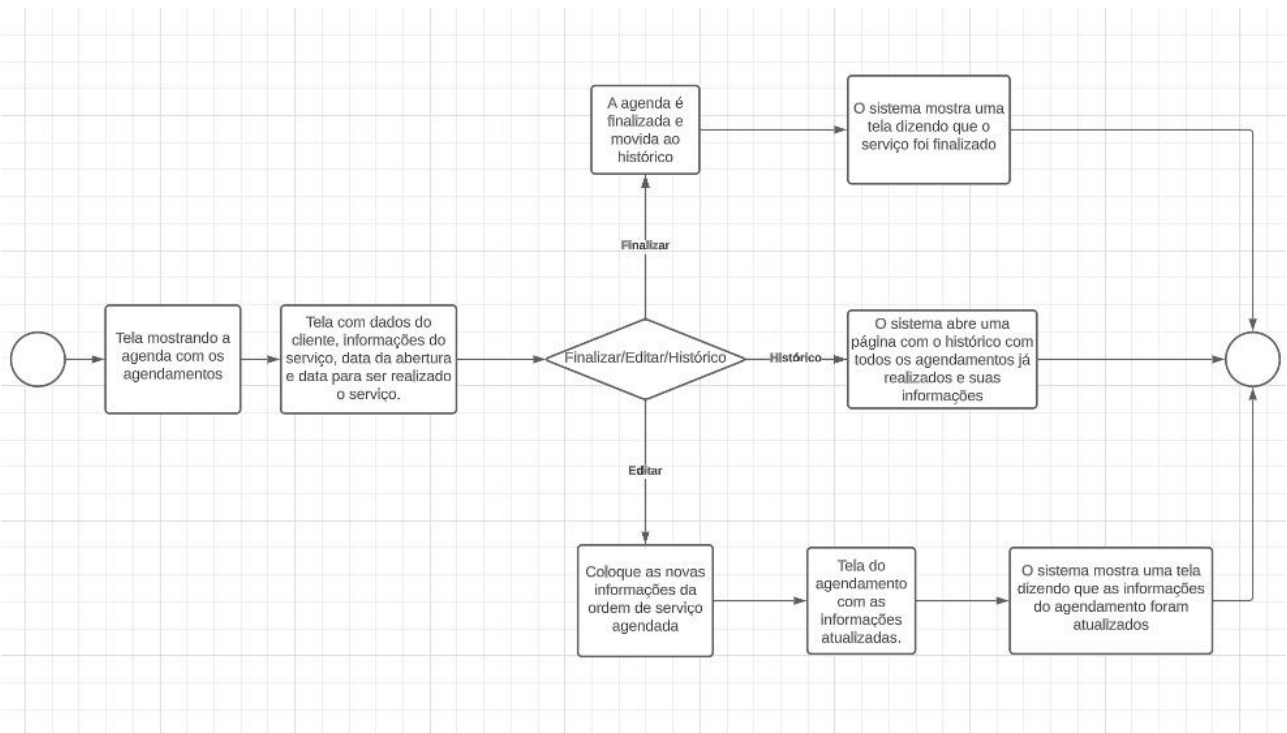 A agenda é
finalizada e
movida ao
histórico
O sistema mostra uma
tela dizendo que o
serviço foi finalizado
Finalizar
Tela mostrando a
agenda com os
agendamentos
Tela com dados do
cliente, informações do
serviço, data da abertura
e data para ser realizado
o serviço.
Finalizar/Editar/Histórico
Histórico
O sistema abre uma
página com o histórico com
todos os agendamentos já
realizados e suas
informações
Editar
Coloque as novas
informações da
ordem de serviço
agendada
Tela do
agendamento
com as
informações
atualizadas.
O sistema mostra uma tela
dizendo que as informações
do agendamento foram
atualizados